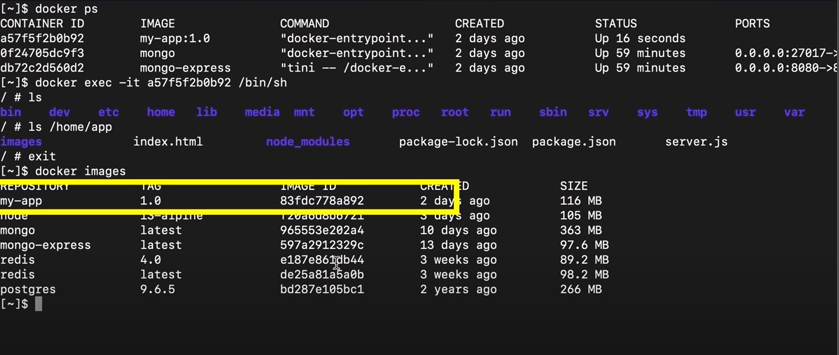 [~]$ docker ps
CONTAINER ID IMAGE COMMAND CREATED STATUS PORTS
a57f5f2b0b92 my-app:1.0 "docker-entrypoint..." 2 days ago Up 16 seconds
0f24705dc9f3 mongo "docker-entrypoint..." 2 days ago Up 59 minutes 0.0.0.0:27017->
db72c2d560d2 mongo-express "tini -- /docker-e..." 2 days ago Up 59 minutes 0.0.0.0:8080->8
[~]$ docker exec -it a57f5f2b0b92 /bin/sh
/ # ls
bin dev etc home lib media mnt opt proc root run sbin srv sys tmp usr var
/ # ls /home/app
images index.html node_modules package-lock.json package.json server.js
/ # exit
[~]$ docker images
REPOSITORY TAG IMAGE ID CREATED SIZE
my-app 1.0 83fdc778a892 2 days ago 116 MB
node 13-alpine 3 days ago 105 MB
mongo latest 965553e202a4 10 days ago 363 MB
mongo-express latest 597a2912329c 13 days ago 97.6 MB
redis 4.0 e187e861db44 3 weeks ago 89.2 MB
redis latest de25a81a5a0b 3 weeks ago 98.2 MB
postgres 9.6.5 bd287e105bc1 2 years ago 266 MB
[~]$